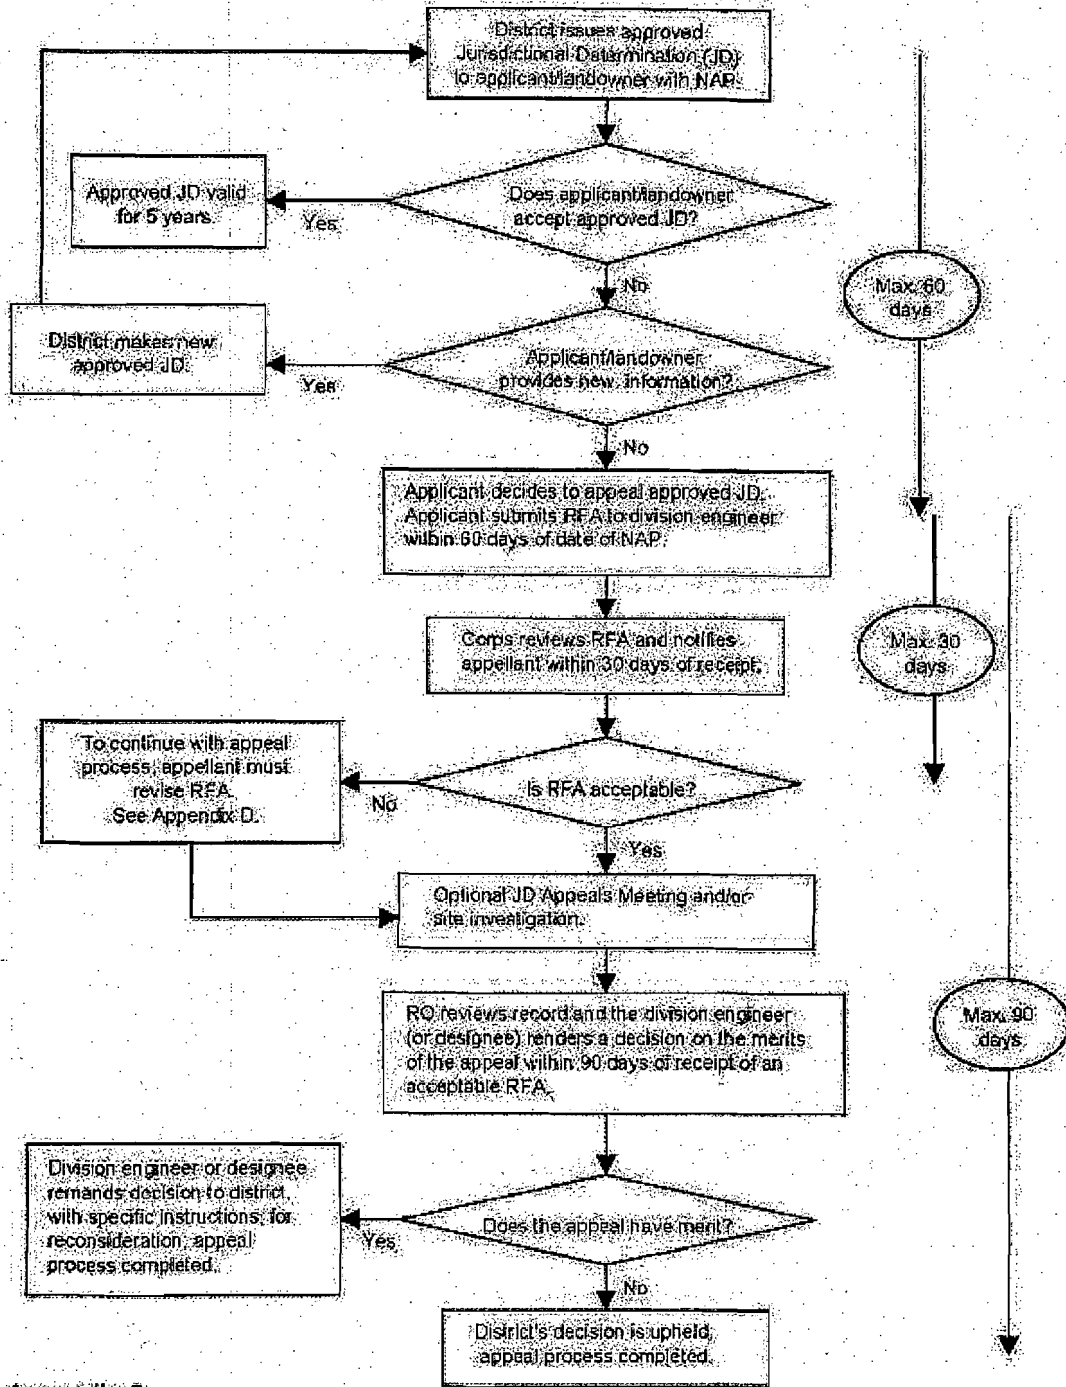 District issues approved
Jurisdictional Determination (JD)
to applicant/landowner with NAP.
Does applicant/landowner
accept approved JD?
Yes
Approved JD valid
for 5 years.
No
Max. 60
days
Applicant/landowner
provides new information?
Yes
District makes new
approved JD.
No
Applicant decides to appeal approved JD.
Applicant submits RFA to division engineer
within 60 days of date of NAP.
Corps reviews RFA and notifies
appellant within 30 days of receipt.
Max. 30
days
Is RFA acceptable?
No
To continue with appeal
process, appellant must
revise RFA.
See Appendix D.
Yes
Optional JD Appeals Meeting and/or
site investigation.
RO reviews record and the division engineer
(or designee) renders a decision on the merits
of the appeal within 90 days of receipt of an
acceptable RFA.
Max. 90
days
Does the appeal have merit?
Yes
Division engineer or designee
remands decision to district,
with specific instructions, for
reconsideration; appeal
process completed.
No
District's decision is upheld;
appeal process completed.